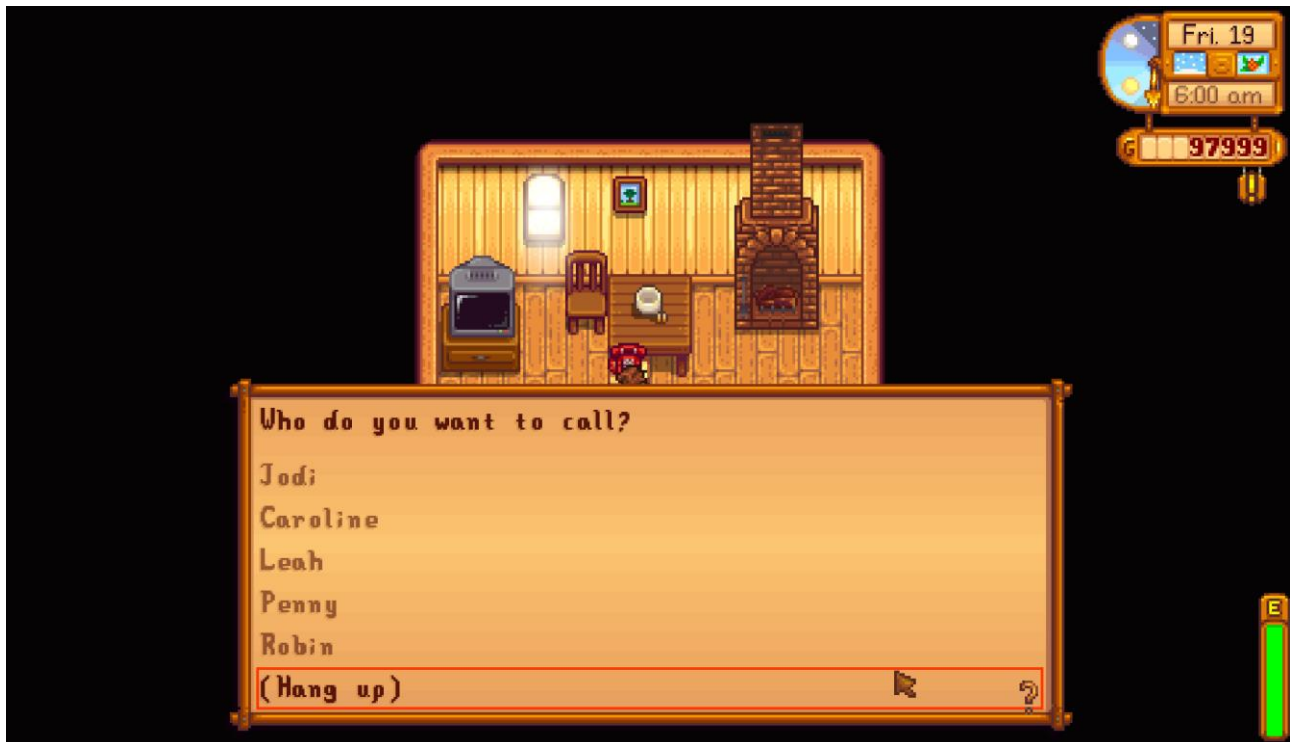 Fri. 19
6:00 am
G 97999
Who do you want to call?
Jodi
Caroline
Leah
Penny
Robin
(Hang up)
?
E